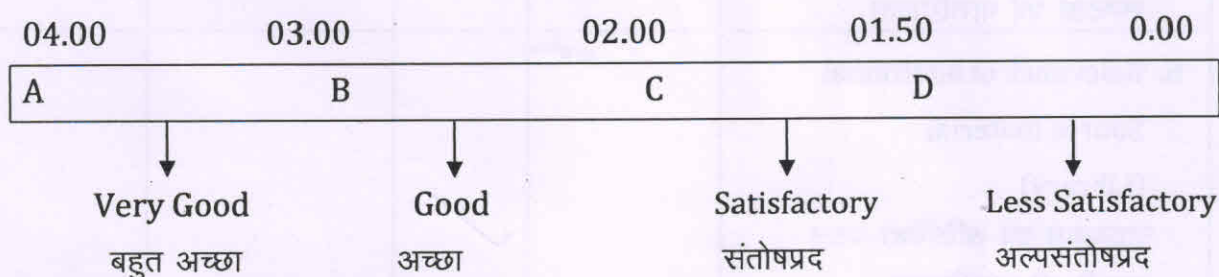 04.00 03.00 02.00 01.50 0.00
A B C D
Very Good Good Satisfactory Less Satisfactory
बहुत अच्छा अच्छा संतोषप्रद अल्पसंतोषप्रद